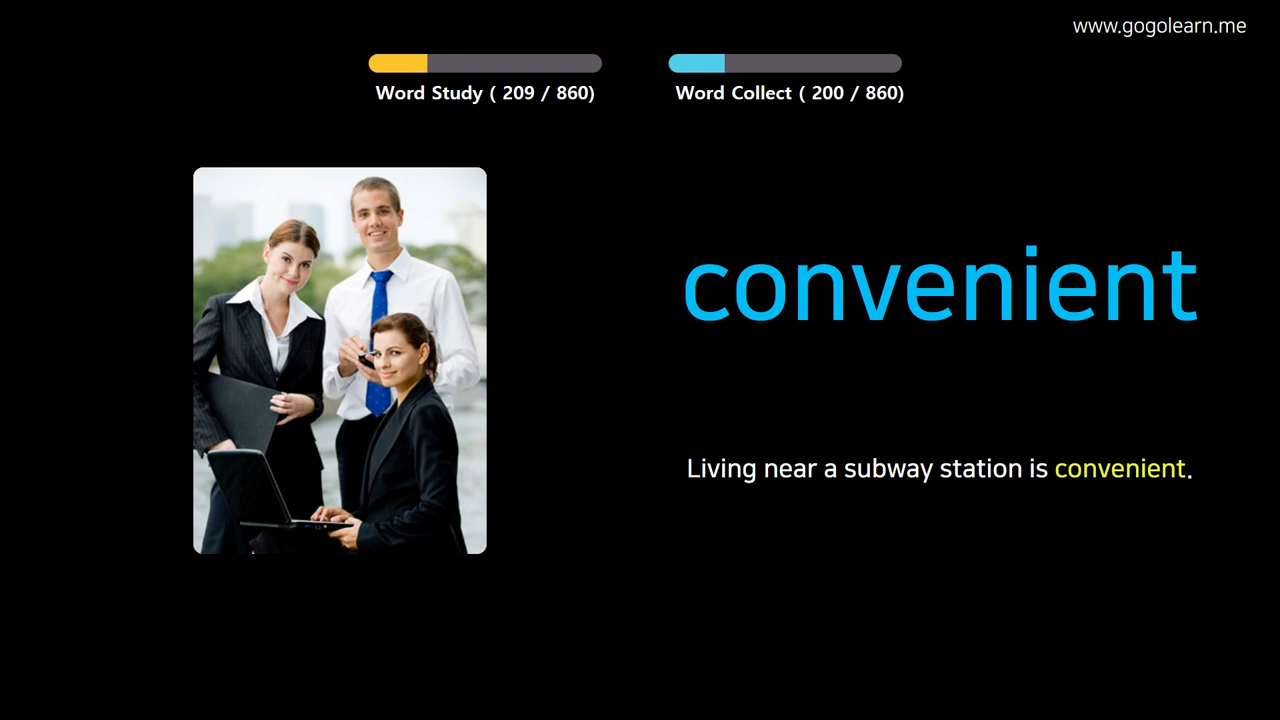 www.gogolearn.me
Word Study ( 209 / 860)
Word Collect ( 200 / 860)
convenient
Living near a subway station is convenient.